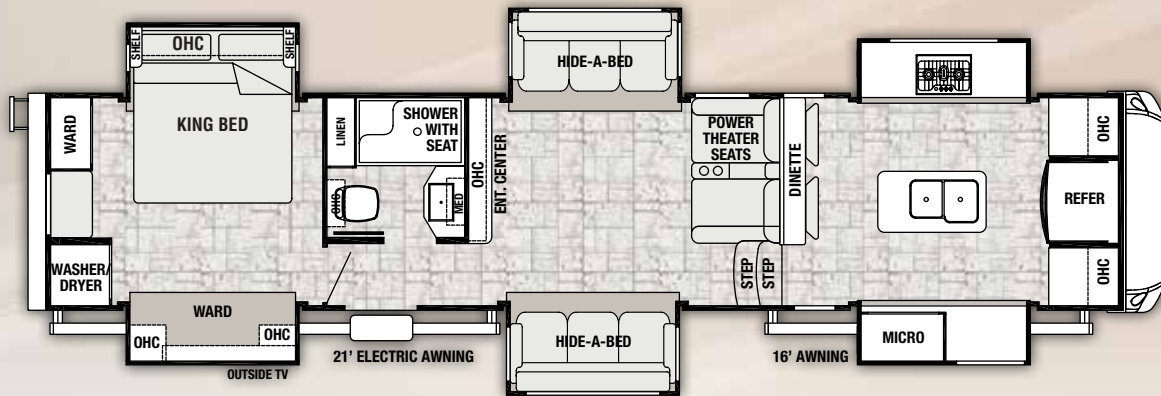 SHELF
OHC
SHELF
KING BED
WARD
WASHER/
DRYER
WARD
OHC
OHC
OUTSIDE TV
LINEN
SHOWER
WITH
SEAT
OHC
MED
OHC
ENT. CENTER
21' ELECTRIC AWNING
HIDE-A-BED
HIDE-A-BED
POWER
THEATER
SEATS
DINETTE
STEP
STEP
16' AWNING
MICRO
OHC
REFER
OHC